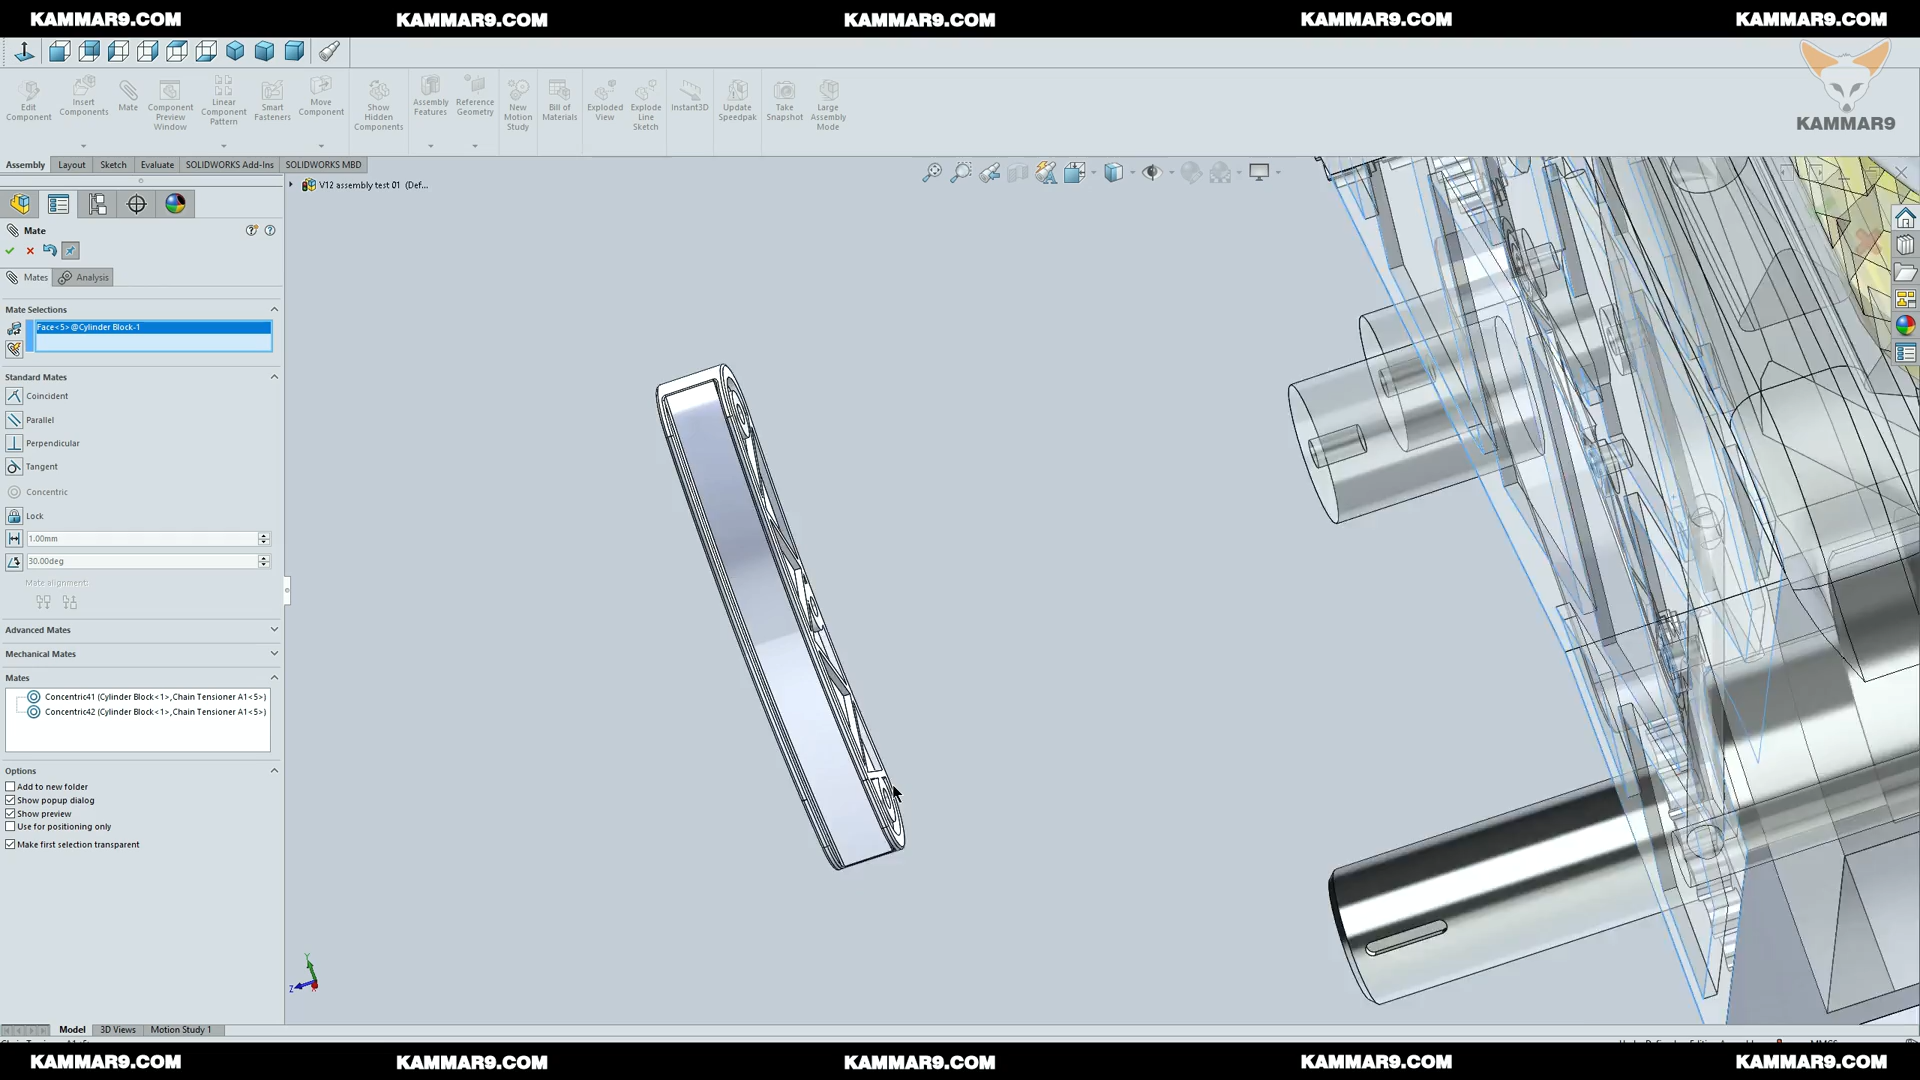 KAMMAR9.COM KAMMAR9.COM KAMMAR9.COM KAMMAR9.COM KAMMAR9.COM
KAMMAR9
Edit Component
Insert Components
Mate
Component Preview Window
Linear Component Pattern
Smart Fasteners
Move Component
Show Hidden Components
Assembly Features
Reference Geometry
New Motion Study
Bill of Materials
Exploded View
Explode Line Sketch
Instant3D
Update Speedpak
Take Snapshot
Large Assembly Mode
Assembly Layout Sketch Evaluate SOLIDWORKS Add-Ins SOLIDWORKS MBD
V12 assembly test 01 (Def...
Mate
Mates Analysis
Mate Selections
Face<5>@Cylinder Block-1
Standard Mates
Coincident
Parallel
Perpendicular
Tangent
Concentric
Lock
1.00mm
30.00deg
Mate alignment:
Advanced Mates
Mechanical Mates
Mates
Concentric41 (Cylinder Block<1>,Chain Tensioner A1<5>)
Concentric42 (Cylinder Block<1>,Chain Tensioner A1<5>)
Options
Add to new folder
Show popup dialog
Show preview
Use for positioning only
Make first selection transparent
Y
Z
Model 3D Views Motion Study 1
KAMMAR9.COM KAMMAR9.COM KAMMAR9.COM KAMMAR9.COM KAMMAR9.COM